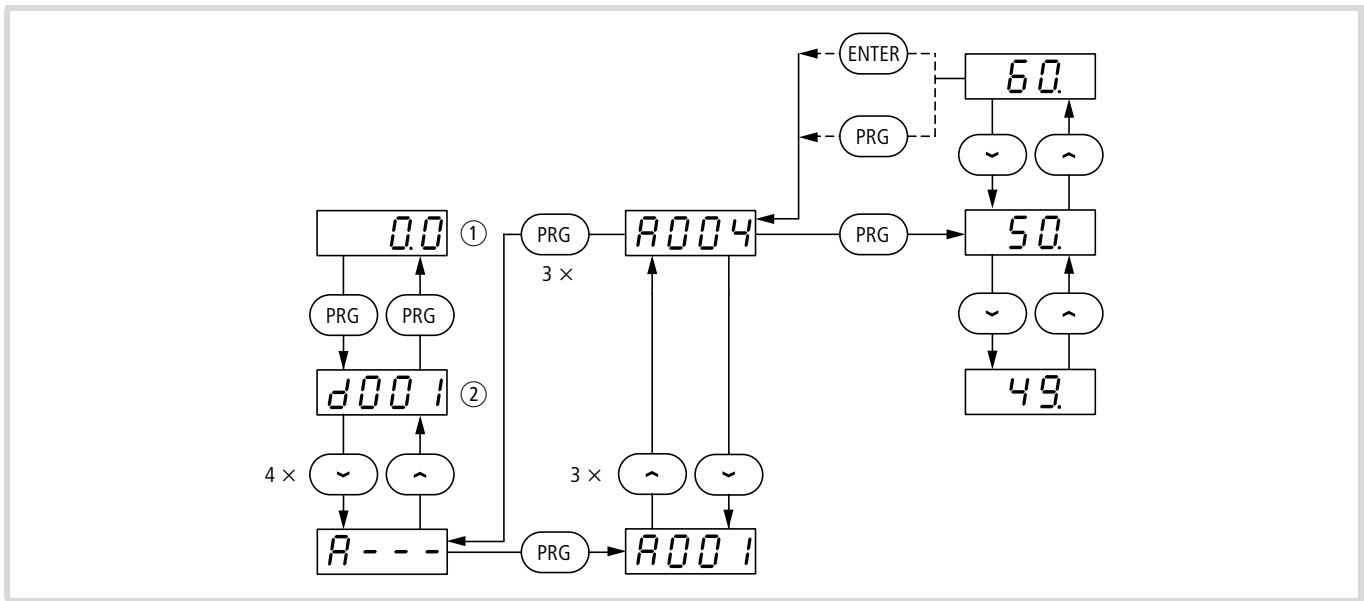 ENTER
60.
PRG
0.0 ① PRG A004 PRG 50.
3 ×
PRG PRG
d001 ② 49.
4 × 3 ×
A--- PRG A001